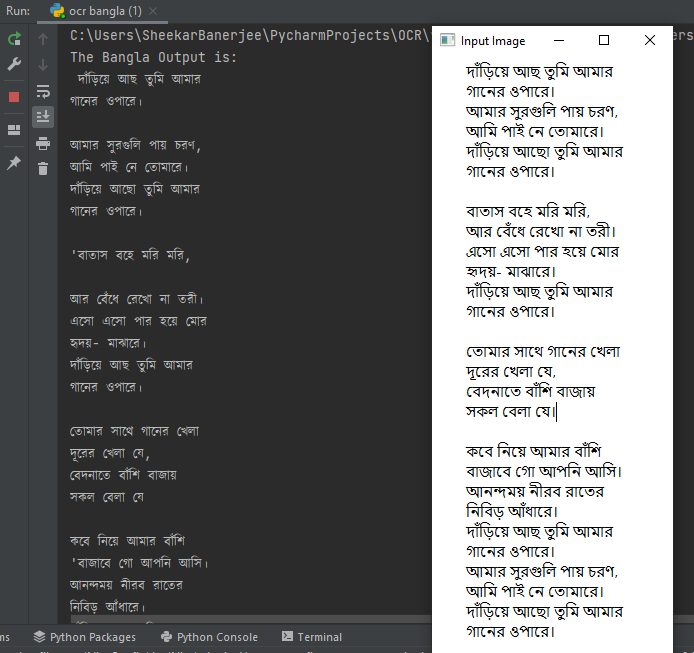 Run:
ocr bangla (1)
C:\Users\SheekarBanerjee\PycharmProjects\OCR\
ers
The Bangla Output is:
দাঁড়িয়ে আছ তুমি আমার
গানের ওপারে।
আমার সুরগুলি পায় চরণ,
আমি পাই নে তোমারে।
দাঁড়িয়ে আছো তুমি আমার
গানের ওপারে।
'বাতাস বহে মরি মরি,
আর বেঁধে রেখো না তরী।
এসো এসো পার হয়ে মোর
হৃদয়- মাঝারে।
দাঁড়িয়ে আছ তুমি আমার
গানের ওপারে।
তোমার সাথে গানের খেলা
দূরের খেলা যে,
বেদনাতে বাঁশি বাজায়
সকল বেলা যে
কবে নিয়ে আমার বাঁশি
'বাজাবে গো আপনি আসি।
আনন্দময় নীরব রাতের
নিবিড় আঁধারে।
Input Image
দাঁড়িয়ে আছ তুমি আমার
গানের ওপারে।
আমার সুরগুলি পায় চরণ,
আমি পাই নে তোমারে।
দাঁড়িয়ে আছো তুমি আমার
গানের ওপারে।
বাতাস বহে মরি মরি,
আর বেঁধে রেখো না তরী।
এসো এসো পার হয়ে মোর
হৃদয়- মাঝারে।
দাঁড়িয়ে আছ তুমি আমার
গানের ওপারে।
তোমার সাথে গানের খেলা
দূরের খেলা যে,
বেদনাতে বাঁশি বাজায়
সকল বেলা যে।
কবে নিয়ে আমার বাঁশি
বাজাবে গো আপনি আসি।
আনন্দময় নীরব রাতের
নিবিড় আঁধারে।
দাঁড়িয়ে আছ তুমি আমার
গানের ওপারে।
আমার সুরগুলি পায় চরণ,
আমি পাই নে তোমারে।
দাঁড়িয়ে আছো তুমি আমার
গানের ওপারে।
ms
Python Packages
Python Console
Terminal